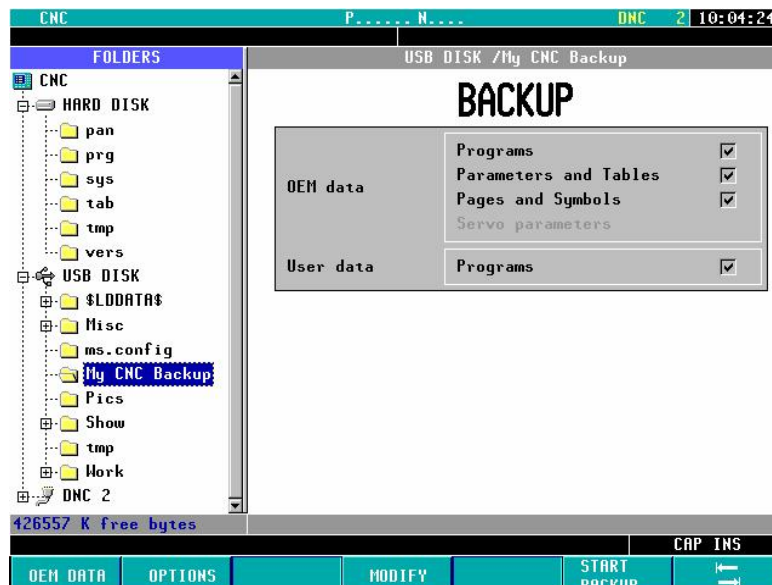 CNC P...... N.... DNC 2 10:04:24
FOLDERS
USB DISK /My CNC Backup
CNC
HARD DISK
pan
prg
sys
tab
tmp
vers
USB DISK
$LDDATA$
Misc
ms.config
My CNC Backup
Pics
Show
tmp
Work
DNC 2
426557 K free bytes
BACKUP
OEM data
Programs
Parameters and Tables
Pages and Symbols
Servo parameters
User data
Programs
CAP INS
OEM DATA
OPTIONS
MODIFY
START
BACKUP